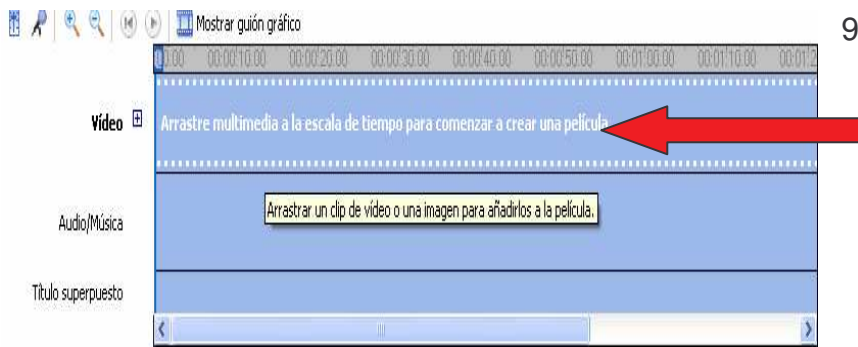 Mostrar guión gráfico
9
0:00 00:00:10.00 00:00:20.00 00:00:30.00 00:00:40.00 00:00:50.00 00:01:00.00 00:01:10.00 00:01:2
Vídeo Arrastre multimedia a la escala de tiempo para comenzar a crear una película.
Arrastrar un clip de vídeo o una imagen para añadirlos a la película.
Audio/Música
Título superpuesto